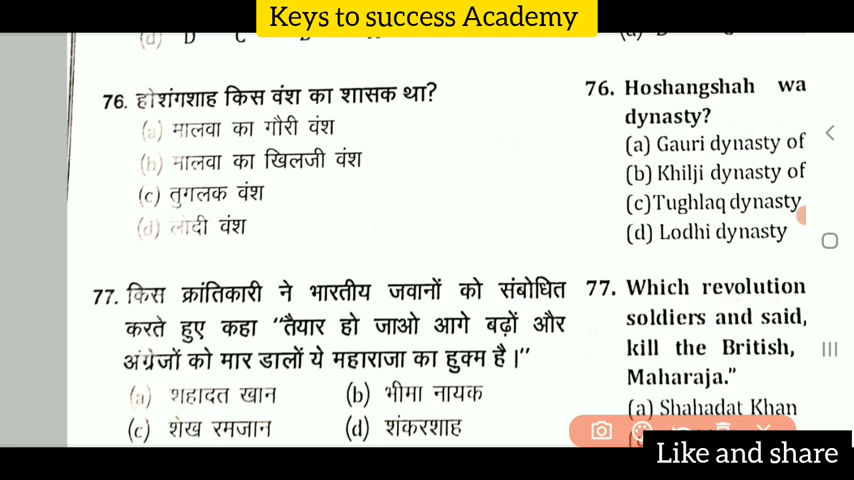 Keys to success Academy
(d) D C
76. होशंगशाह किस वंश का शासक था?
(a) मालवा का गौरी वंश
(b) मालवा का खिलजी वंश
(c) तुगलक वंश
(d) लोदी वंश
77. किस क्रांतिकारी ने भारतीय जवानों को संबोधित
करते हुए कहा ''तैयार हो जाओ आगे बढ़ों और
अंग्रेजों को मार डालों ये महाराजा का हुक्म है।''
(a) शहादत खान (b) भीमा नायक
(c) शेख रमजान (d) शंकरशाह
76. Hoshangshah wa
dynasty?
(a) Gauri dynasty of
(b) Khilji dynasty of
(c)Tughlaq dynasty
(d) Lodhi dynasty
77. Which revolution
soldiers and said,
kill the British,
Maharaja."
(a) Shahadat Khan
Like and share